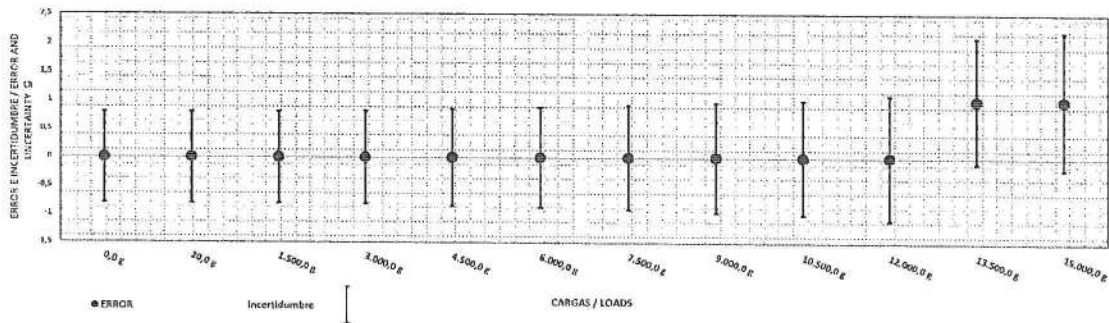 2,5
2
1,5
1
0,5
0
-0,5
-1
1,5
ERROR E INCERTIDUMBRE / ERROR AND
UNCERTAINTY G
0,0 g
20,0 g
1.500,0 g
3.000,0 g
4.500,0 g
6.000,0 g
7.500,0 g
9.000,0 g
10.500,0 g
12.000,0 g
13.500,0 g
15.000,0 g
ERROR
Incertidumbre
CARGAS / LOADS